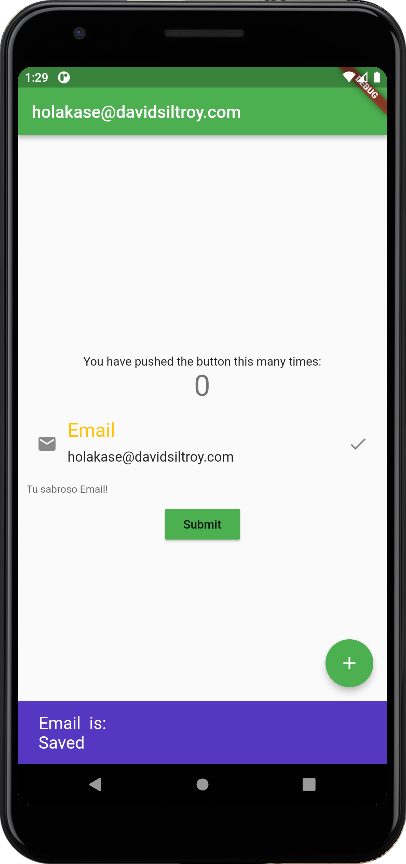 1:29
DEBUG
holakase@davidsiltroy.com
You have pushed the button this many times:
0
Email
holakase@davidsiltroy.com
Tu sabroso Email!
Submit
+
Email is:
Saved